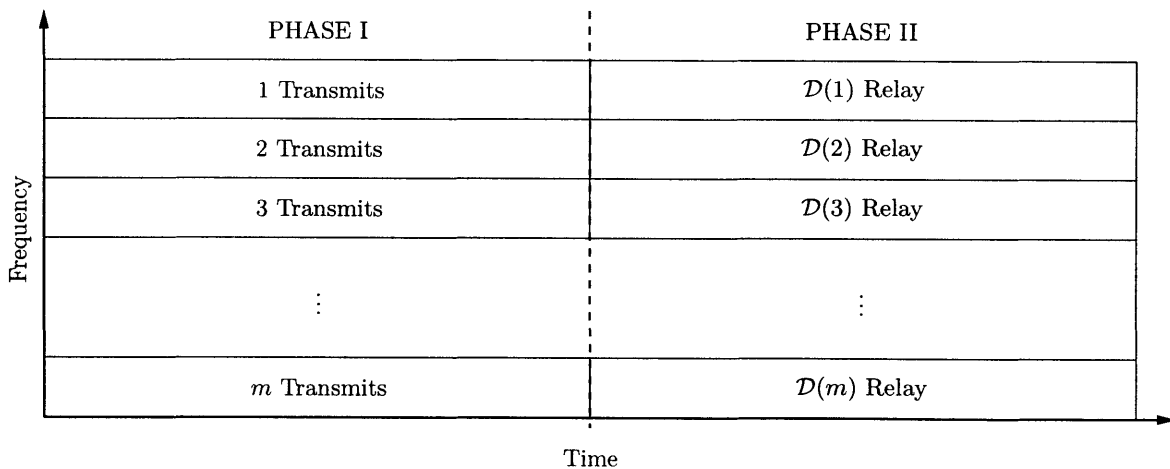 PHASE I PHASE II
1 Transmits D(1) Relay
2 Transmits D(2) Relay
3 Transmits D(3) Relay
⋮ ⋮
m Transmits D(m) Relay
Frequency
Time